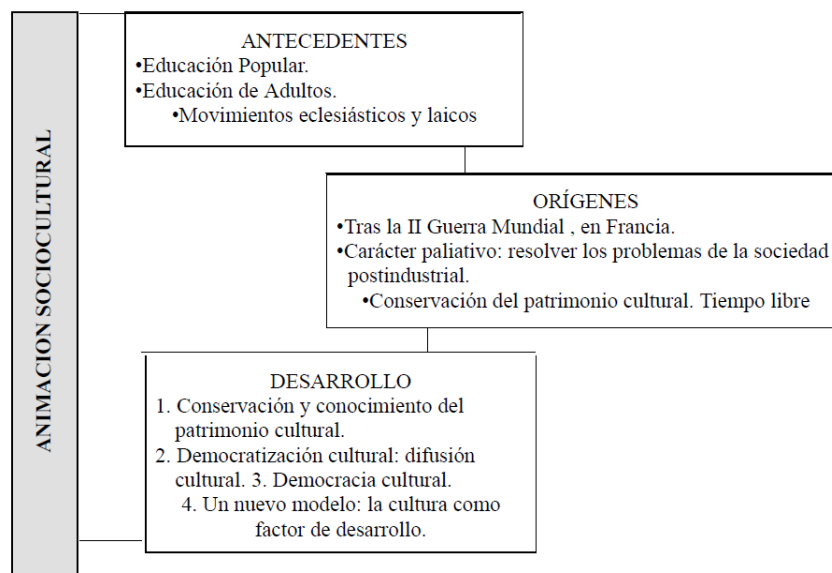 ANIMACION SOCIOCULTURAL
ANTECEDENTES
•Educación Popular.
•Educación de Adultos.
•Movimientos eclesiásticos y laicos
ORÍGENES
•Tras la II Guerra Mundial , en Francia.
•Carácter paliativo: resolver los problemas de la sociedad
postindustrial.
•Conservación del patrimonio cultural. Tiempo libre
DESARROLLO
1. Conservación y conocimiento del
patrimonio cultural.
2. Democratización cultural: difusión
cultural. 3. Democracia cultural.
4. Un nuevo modelo: la cultura como
factor de desarrollo.